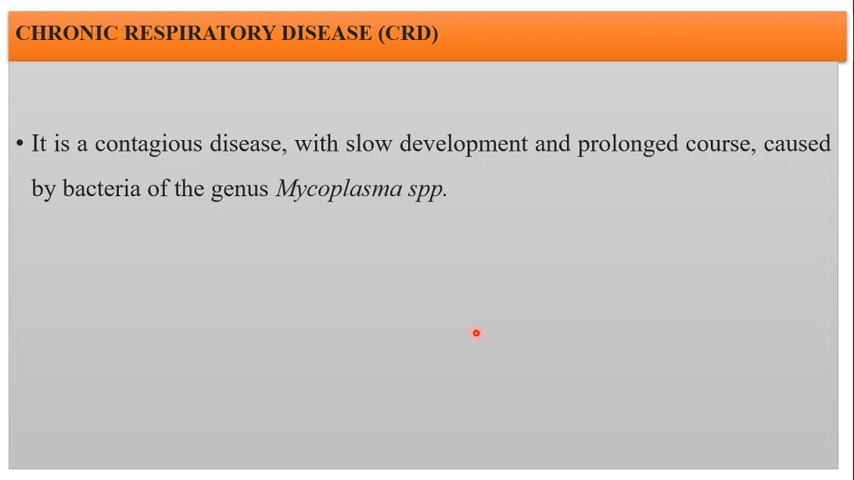 CHRONIC RESPIRATORY DISEASE (CRD)
• It is a contagious disease, with slow development and prolonged course, caused
by bacteria of the genus Mycoplasma spp.